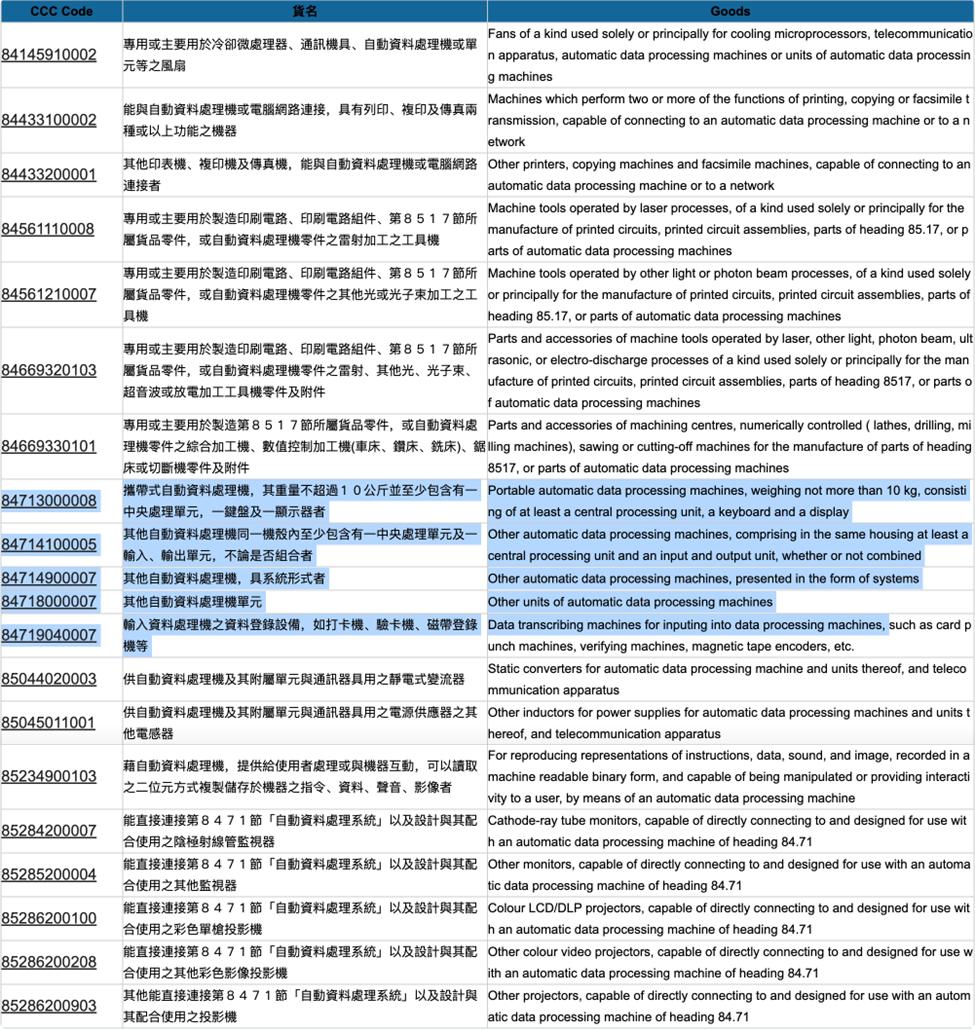 CCC Code 貨名 Goods
84145910002
專用或主要用於冷卻微處理器、通訊機具、自動資料處理機或單
元等之風扇
Fans of a kind used solely or principally for cooling microprocessors, telecommunicatio
n apparatus, automatic data processing machines or units of automatic data processin
g machines
84433100002
能與自動資料處理機或電腦網路連接，具有列印、複印及傳真兩
種或以上功能之機器
Machines which perform two or more of the functions of printing, copying or facsimile t
ransmission, capable of connecting to an automatic data processing machine or to a n
etwork
84433200001
其他印表機、複印機及傳真機，能與自動資料處理機或電腦網路
連接者
Other printers, copying machines and facsimile machines, capable of connecting to an
automatic data processing machine or to a network
84561110008
專用或主要用於製造印刷電路、印刷電路組件、第８５１７節所
屬貨品零件，或自動資料處理機零件之雷射加工之工具機
Machine tools operated by laser processes, of a kind used solely or principally for the
manufacture of printed circuits, printed circuit assemblies, parts of heading 85.17, or p
arts of automatic data processing machines
84561210007
專用或主要用於製造印刷電路、印刷電路組件、第８５１７節所
屬貨品零件，或自動資料處理機零件之其他光或光子束加工之工
具機
Machine tools operated by other light or photon beam processes, of a kind used solely
or principally for the manufacture of printed circuits, printed circuit assemblies, parts of
heading 85.17, or parts of automatic data processing machines
84669320103
專用或主要用於製造印刷電路、印刷電路組件、第８５１７節所
屬貨品零件，或自動資料處理機零件之雷射、其他光、光子束、
超音波或放電加工工具機零件及附件
Parts and accessories of machine tools operated by laser, other light, photon beam, ult
rasonic, or electro-discharge processes of a kind used solely or principally for the man
ufacture of printed circuits, printed circuit assemblies, parts of heading 8517, or parts o
f automatic data processing machines
84669330101
專用或主要用於製造第８５１７節所屬貨品零件，或自動資料處
理機零件之綜合加工機、數值控制加工機(車床、鑽床、銑床)、鋸
床或切斷機零件及附件
Parts and accessories of machining centres, numerically controlled ( lathes, drilling, mi
lling machines), sawing or cutting-off machines for the manufacture of parts of heading
8517, or parts of automatic data processing machines
84713000008
攜帶式自動資料處理機，其重量不超過１０公斤並至少包含有一
中央處理單元，一鍵盤及一顯示器者
Portable automatic data processing machines, weighing not more than 10 kg, consisti
ng of at least a central processing unit, a keyboard and a display
84714100005
其他自動資料處理機同一機殼內至少包含有一中央處理單元及一
輸入、輸出單元，不論是否組合者
Other automatic data processing machines, comprising in the same housing at least a
central processing unit and an input and output unit, whether or not combined
84714900007
其他自動資料處理機，具系統形式者
Other automatic data processing machines, presented in the form of systems
84718000007
其他自動資料處理機單元
Other units of automatic data processing machines
84719040007
輸入資料處理機之資料登錄設備，如打卡機、驗卡機、磁帶登錄
機等
Data transcribing machines for inputing into data processing machines, such as card p
unch machines, verifying machines, magnetic tape encoders, etc.
85044020003
供自動資料處理機及其附屬單元與通訊器具用之靜電式變流器
Static converters for automatic data processing machine and units thereof, and teleco
mmunication apparatus
85045011001
供自動資料處理機及其附屬單元與通訊器具用之電源供應器之其
他電感器
Other inductors for power supplies for automatic data processing machines and units t
hereof, and telecommunication apparatus
85234900103
藉自動資料處理機，提供給使用者處理或與機器互動，可以讀取
之二位元方式複製儲存於機器之指令、資料、聲音、影像者
For reproducing representations of instructions, data, sound, and image, recorded in a
machine readable binary form, and capable of being manipulated or providing interacti
vity to a user, by means of an automatic data processing machine
85284200007
能直接連接第８４７１節「自動資料處理系統」以及設計與其配
合使用之陰極射線管監視器
Cathode-ray tube monitors, capable of directly connecting to and designed for use wit
h an automatic data processing machine of heading 84.71
85285200004
能直接連接第８４７１節「自動資料處理系統」以及設計與其配
合使用之其他監視器
Other monitors, capable of directly connecting to and designed for use with an automa
tic data processing machine of heading 84.71
85286200100
能直接連接第８４７１節「自動資料處理系統」以及設計與其配
合使用之彩色單槍投影機
Colour LCD/DLP projectors, capable of directly connecting to and designed for use wit
h an automatic data processing machine of heading 84.71
85286200208
能直接連接第８４７１節「自動資料處理系統」以及設計與其配
合使用之其他彩色影像投影機
Other colour video projectors, capable of directly connecting to and designed for use w
ith an automatic data processing machine of heading 84.71
85286200903
其他能直接連接第８４７１節「自動資料處理系統」以及設計與
其配合使用之投影機
Other projectors, capable of directly connecting to and designed for use with an autom
atic data processing machine of heading 84.71